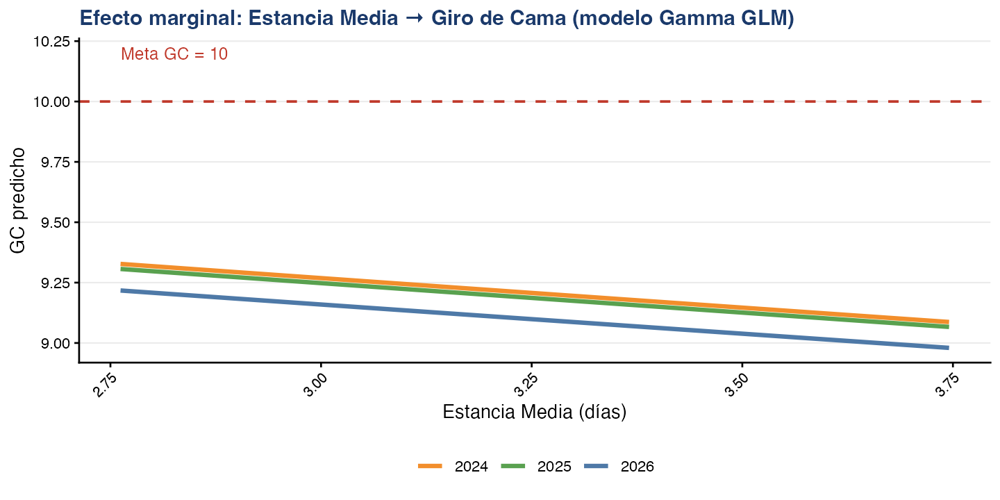 Efecto marginal: Estancia Media → Giro de Cama (modelo Gamma GLM)
10.25
Meta GC = 10
10.00
9.75
9.50
9.25
9.00
GC predicho
2.75 3.00 3.25 3.50 3.75
Estancia Media (días)
2024 2025 2026